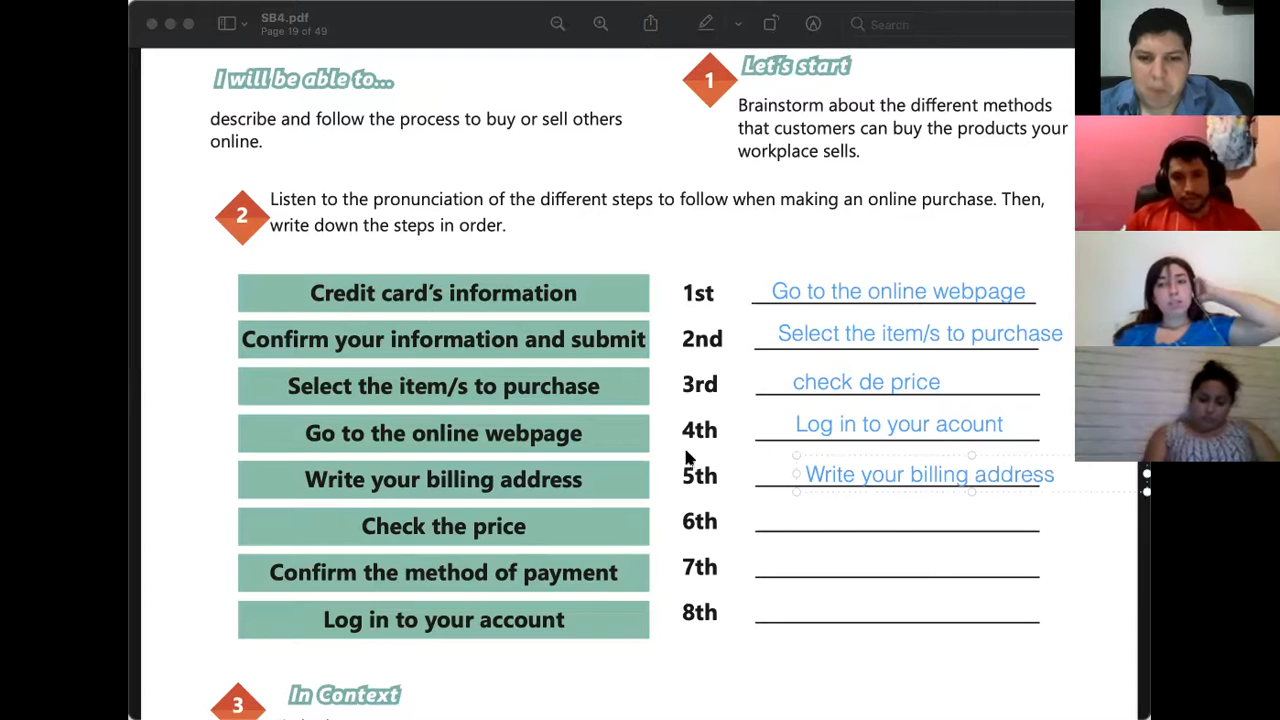 SB4.pdf
Page 19 of 49
Search
I will be able to...
describe and follow the process to buy or sell others
online.
1
Let's start
Brainstorm about the different methods
that customers can buy the products your
workplace sells.
2
Listen to the pronunciation of the different steps to follow when making an online purchase. Then,
write down the steps in order.
Credit card's information
Confirm your information and submit
Select the item/s to purchase
Go to the online webpage
Write your billing address
Check the price
Confirm the method of payment
Log in to your account
1st Go to the online webpage
2nd Select the item/s to purchase
3rd check de price
4th Log in to your acount
5th Write your billing address
6th
7th
8th
3
In Context